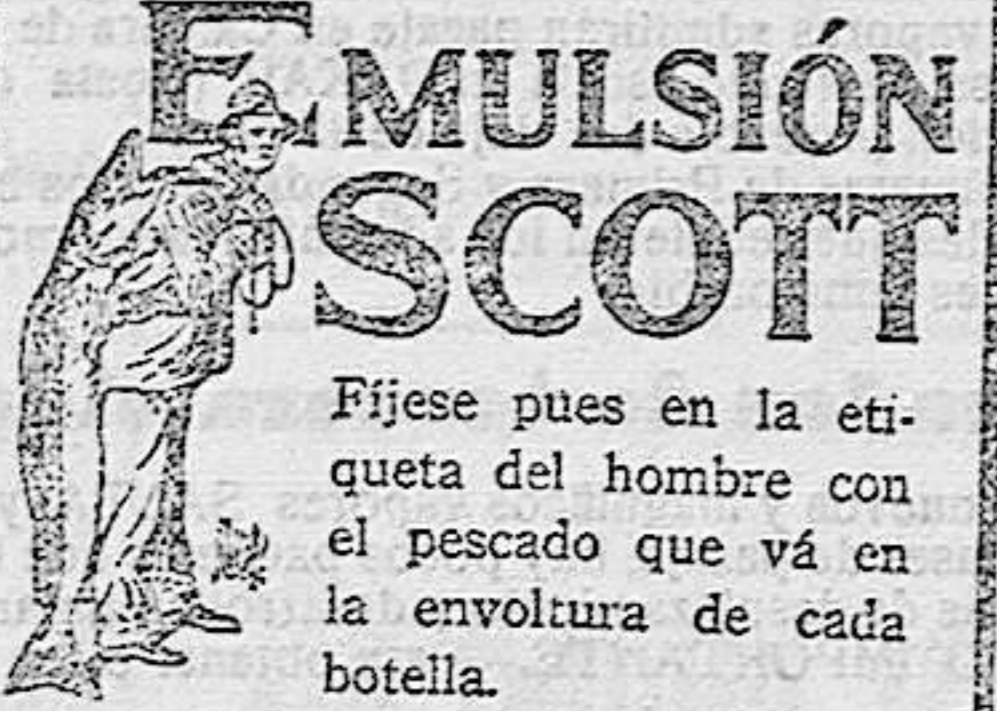 EMULSIÓN
SCOTT
Fíjese pues en la eti-
queta del hombre con
el pescado que vá en
la envoltura de cada
botella.